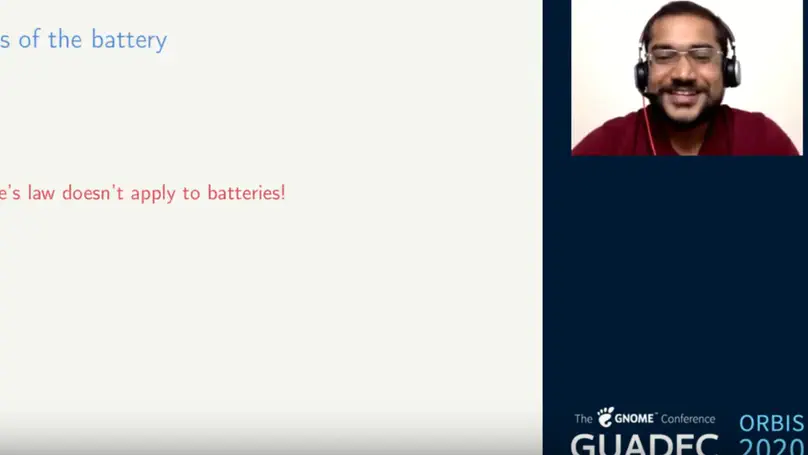 s of the battery
e's law doesn't apply to batteries!
The GNOME™ Conference
GUADEC
ORBIS
2020